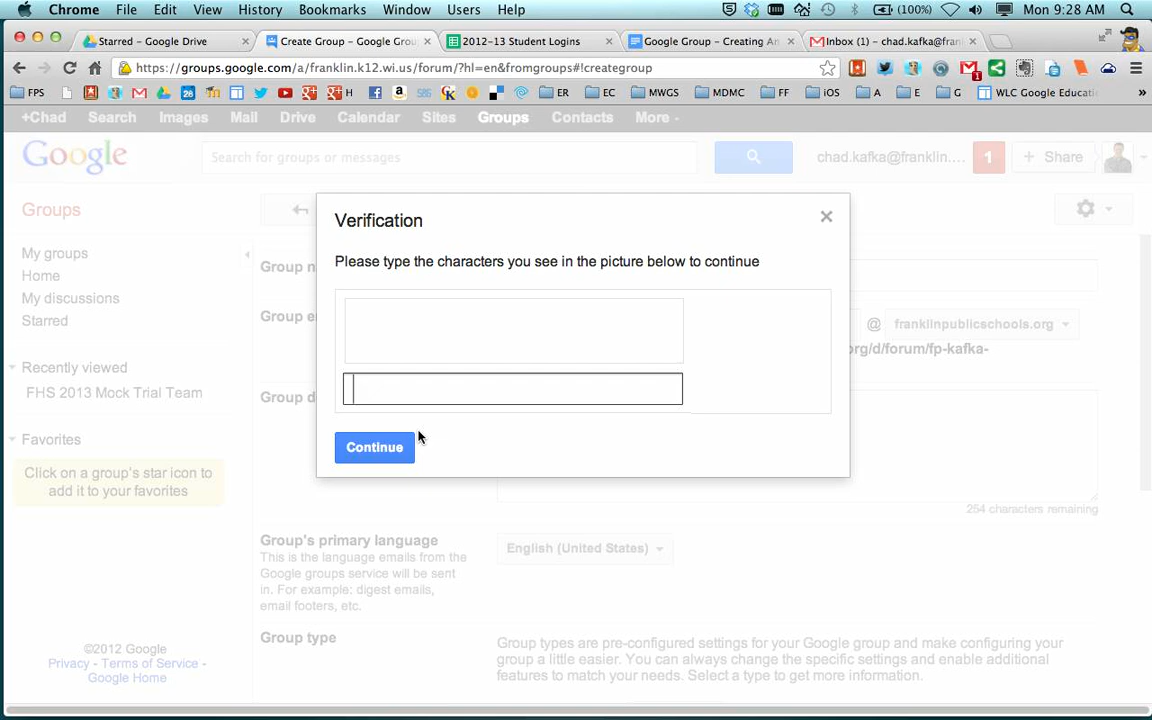 Chrome File Edit View History Bookmarks Window Users Help (100%) Mon 9:28 AM
Starred – Google Drive Create Group – Google Gro 2012-13 Student Logins Google Group – Creating An Inbox (1) – chad.kafka@fran
https://groups.google.com/a/franklin.k12.wi.us/forum/?hl=en&fromgroups#!creategroup
FPS H ER EC MWGS MDMC FF iOS A E G WLC Google Educati »
+Chad Search Images Mail Drive Calendar Sites Groups Contacts More
Google Search for groups or messages chad.kafka@franklin.... 1 + Share
Groups
Verification
Please type the characters you see in the picture below to continue
Continue
My groups
Home
My discussions
Starred
Recently viewed
FHS 2013 Mock Trial Team
Favorites
Click on a group's star icon to
add it to your favorites
Group n
Group e @ franklinpublicschools.org
org/d/forum/fp-kafka-
Group d
254 characters remaining
Group's primary language English (United States)
This is the language emails from the
Google groups service will be sent
in. For example: digest emails,
email footers, etc.
Group type Group types are pre-configured settings for your Google group and make configuring your
group a little easier. You can always change the specific settings and enable additional
features to match your needs. Select a type to get more information.
©2012 Google
Privacy - Terms of Service -
Google Home